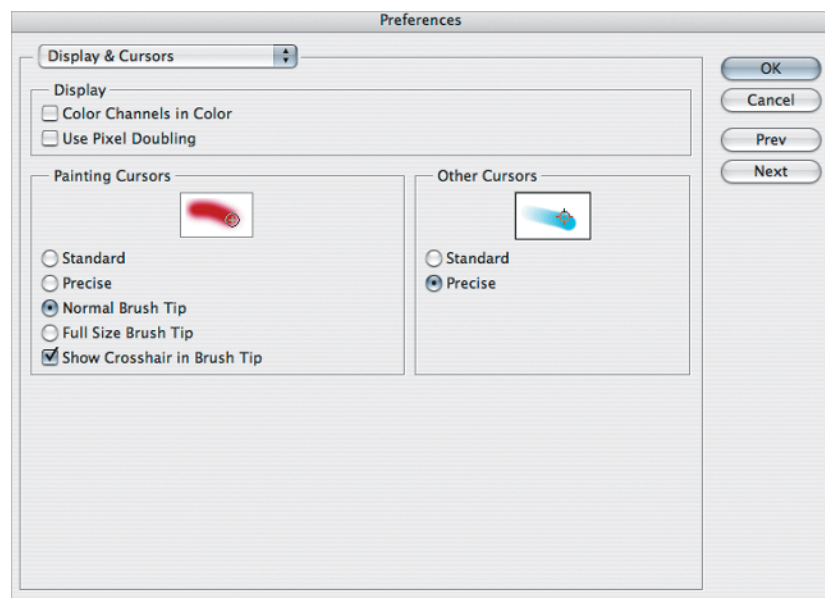 Preferences
Display & Cursors
Display
Color Channels in Color
Use Pixel Doubling
Painting Cursors
Standard
Precise
Normal Brush Tip
Full Size Brush Tip
Show Crosshair in Brush Tip
Other Cursors
Standard
Precise
OK
Cancel
Prev
Next